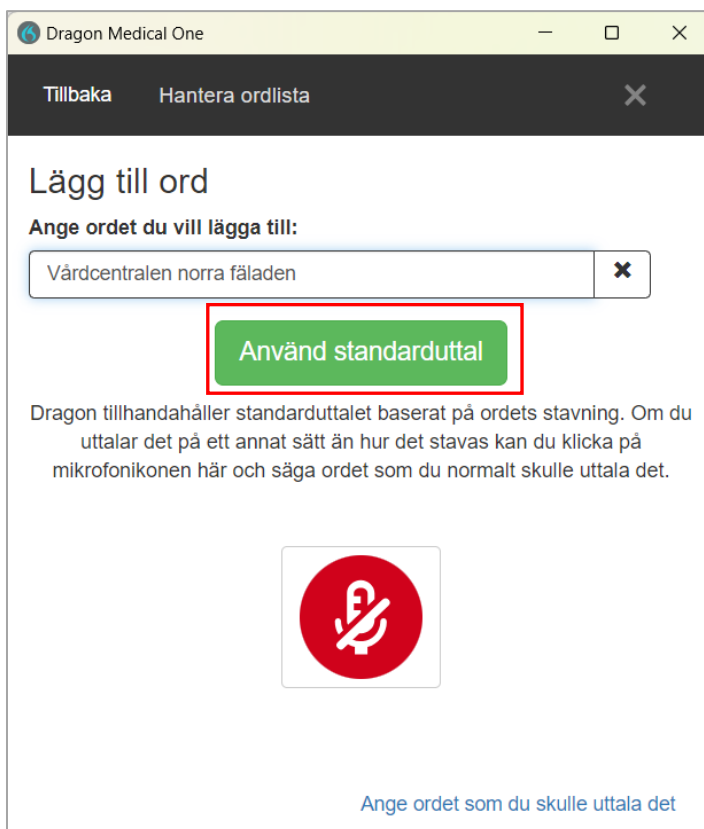 Dragon Medical One
Tillbaka Hantera ordlista
Lägg till ord
Ange ordet du vill lägga till:
Vårdcentralen norra fäladen
Använd standarduttal
Dragon tillhandahåller standarduttalet baserat på ordets stavning. Om du
uttalar det på ett annat sätt än hur det stavas kan du klicka på
mikrofonikonen här och säga ordet som du normalt skulle uttala det.
Ange ordet som du skulle uttala det